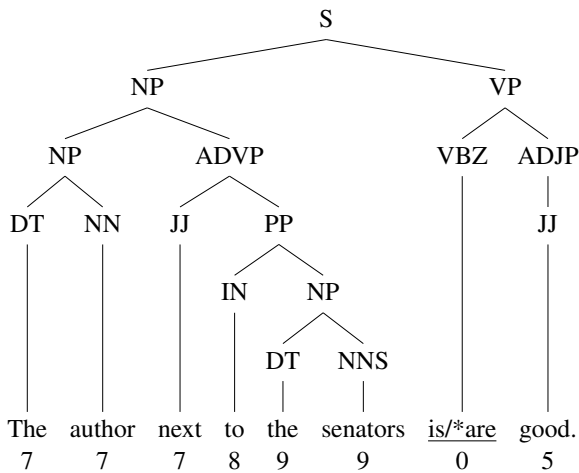 S
NP VP
NP ADVP VBZ ADJP
DT NN JJ PP JJ
IN NP
DT NNS
The author next to the senators is/*are good.
7 7 7 8 9 9 0 5